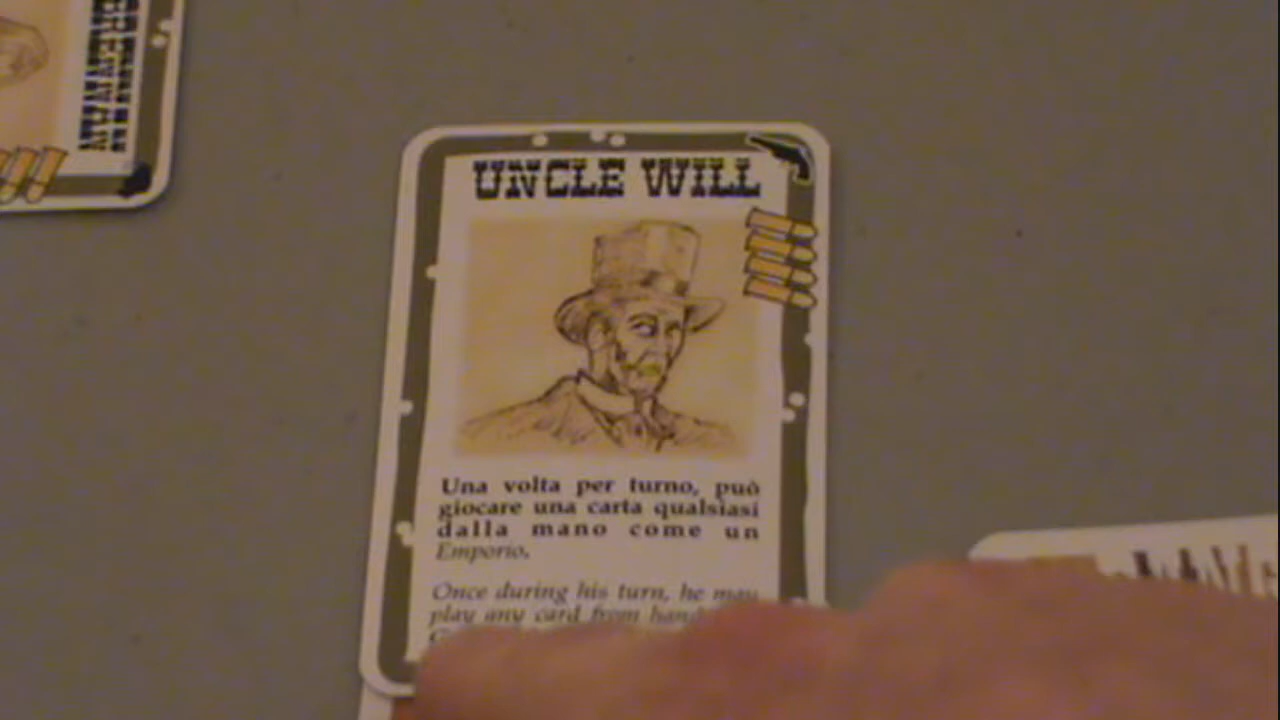 UNCLE WILL
Una volta per turno, può
giocare una carta qualsiasi
dalla mano come un
Emporio.
Once during his turn, he may
play any card from hand